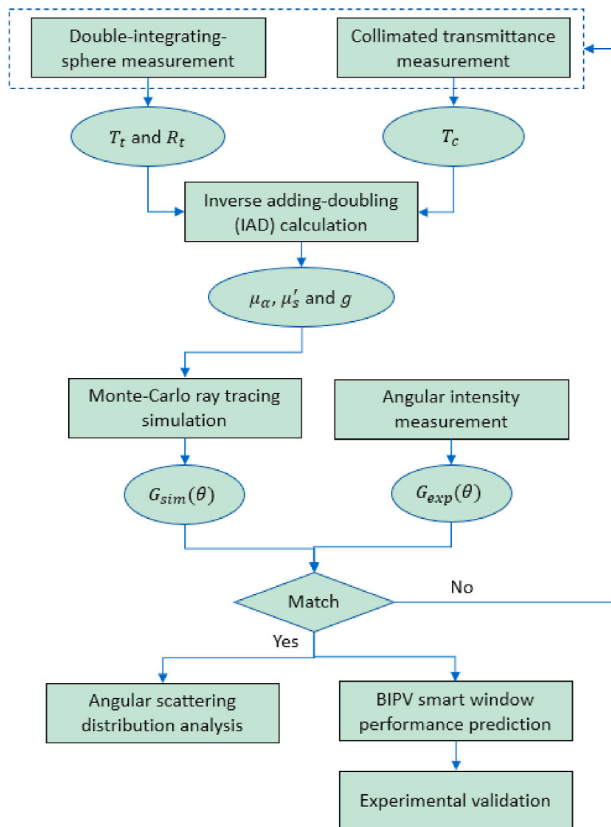 Double-integrating-
sphere measurement
Collimated transmittance
measurement
T_t and R_t
T_c
Inverse adding-doubling
(IAD) calculation
μ_α, μ′_s and g
Monte-Carlo ray tracing
simulation
Angular intensity
measurement
G_sim(θ)
G_exp(θ)
Match
No
Yes
Angular scattering
distribution analysis
BIPV smart window
performance prediction
Experimental validation